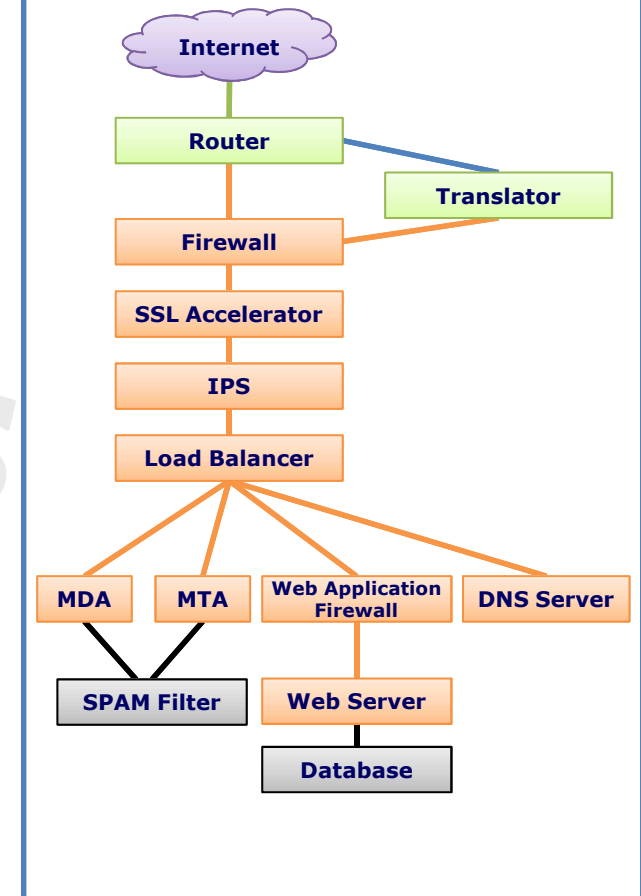 Internet
Router
Translator
Firewall
SSL Accelerator
IPS
Load Balancer
MDA
MTA
Web Application
Firewall
DNS Server
SPAM Filter
Web Server
Database